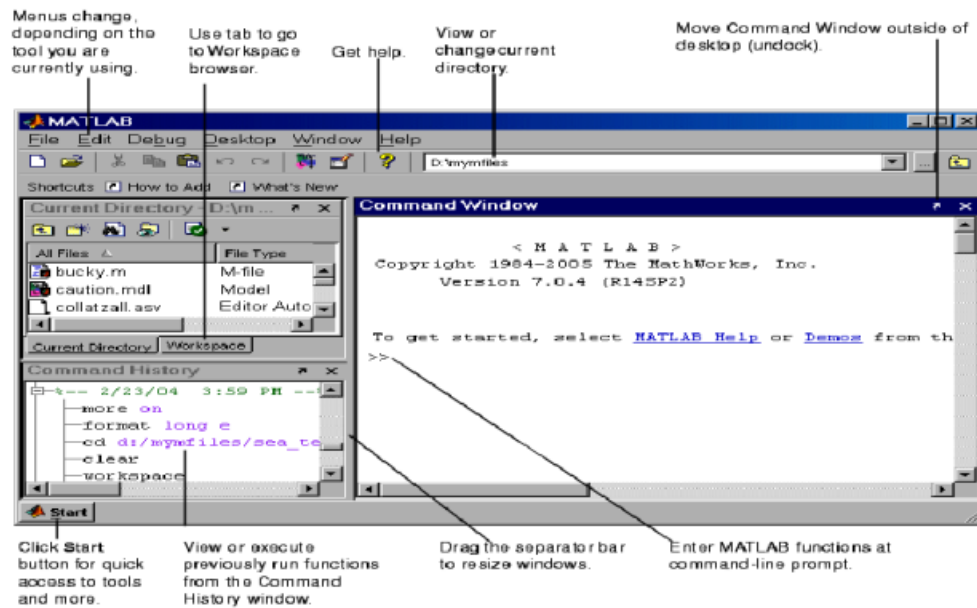 Menus change,
depending on the
tool you are
currently using.
Use tab to go
to Workspace
browser.
Get help.
View or
change current
directory.
Move Command Window outside of
desktop (undock).
MATLAB
File Edit Debug Desktop Window Help
D:\mymfiles
...
Shortcuts How to Add What's New
Current Directory - D:\m ...
All Files File Type
bucky.m M-file
caution.mdl Model
collatzall.asv Editor Auto
Current Directory Workspace
Command History
%-- 2/23/04 3:59 PM --
more on
format long e
cd d:/mymfiles/sea_te
clear
workspace
Start
Command Window
< M A T L A B >
Copyright 1984-2005 The MathWorks, Inc.
Version 7.0.4 (R14SP2)
To get started, select MATLAB Help or Demos from th
>>
Click Start
button for quick
access to tools
and more.
View or execute
previously run functions
from the Command
History window.
Drag the separator bar
to resize windows.
Enter MATLAB functions at
command-line prompt.